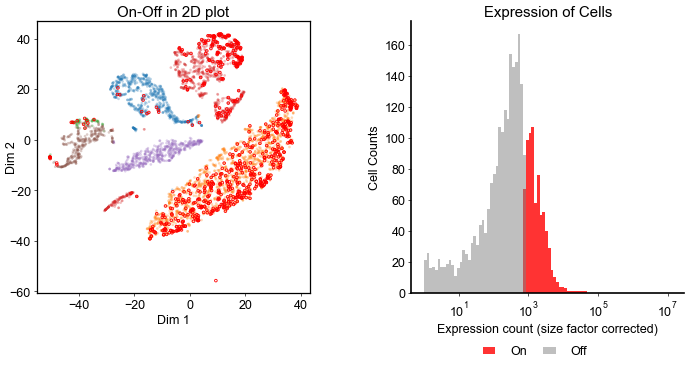 On-Off in 2D plot
Expression of Cells
40
20
0
−20
−40
−60
Dim 2
−40 −20 0 20 40
Dim 1
160
140
120
100
80
60
40
20
0
Cell Counts
10^1 10^3 10^5 10^7
Expression count (size factor corrected)
On Off